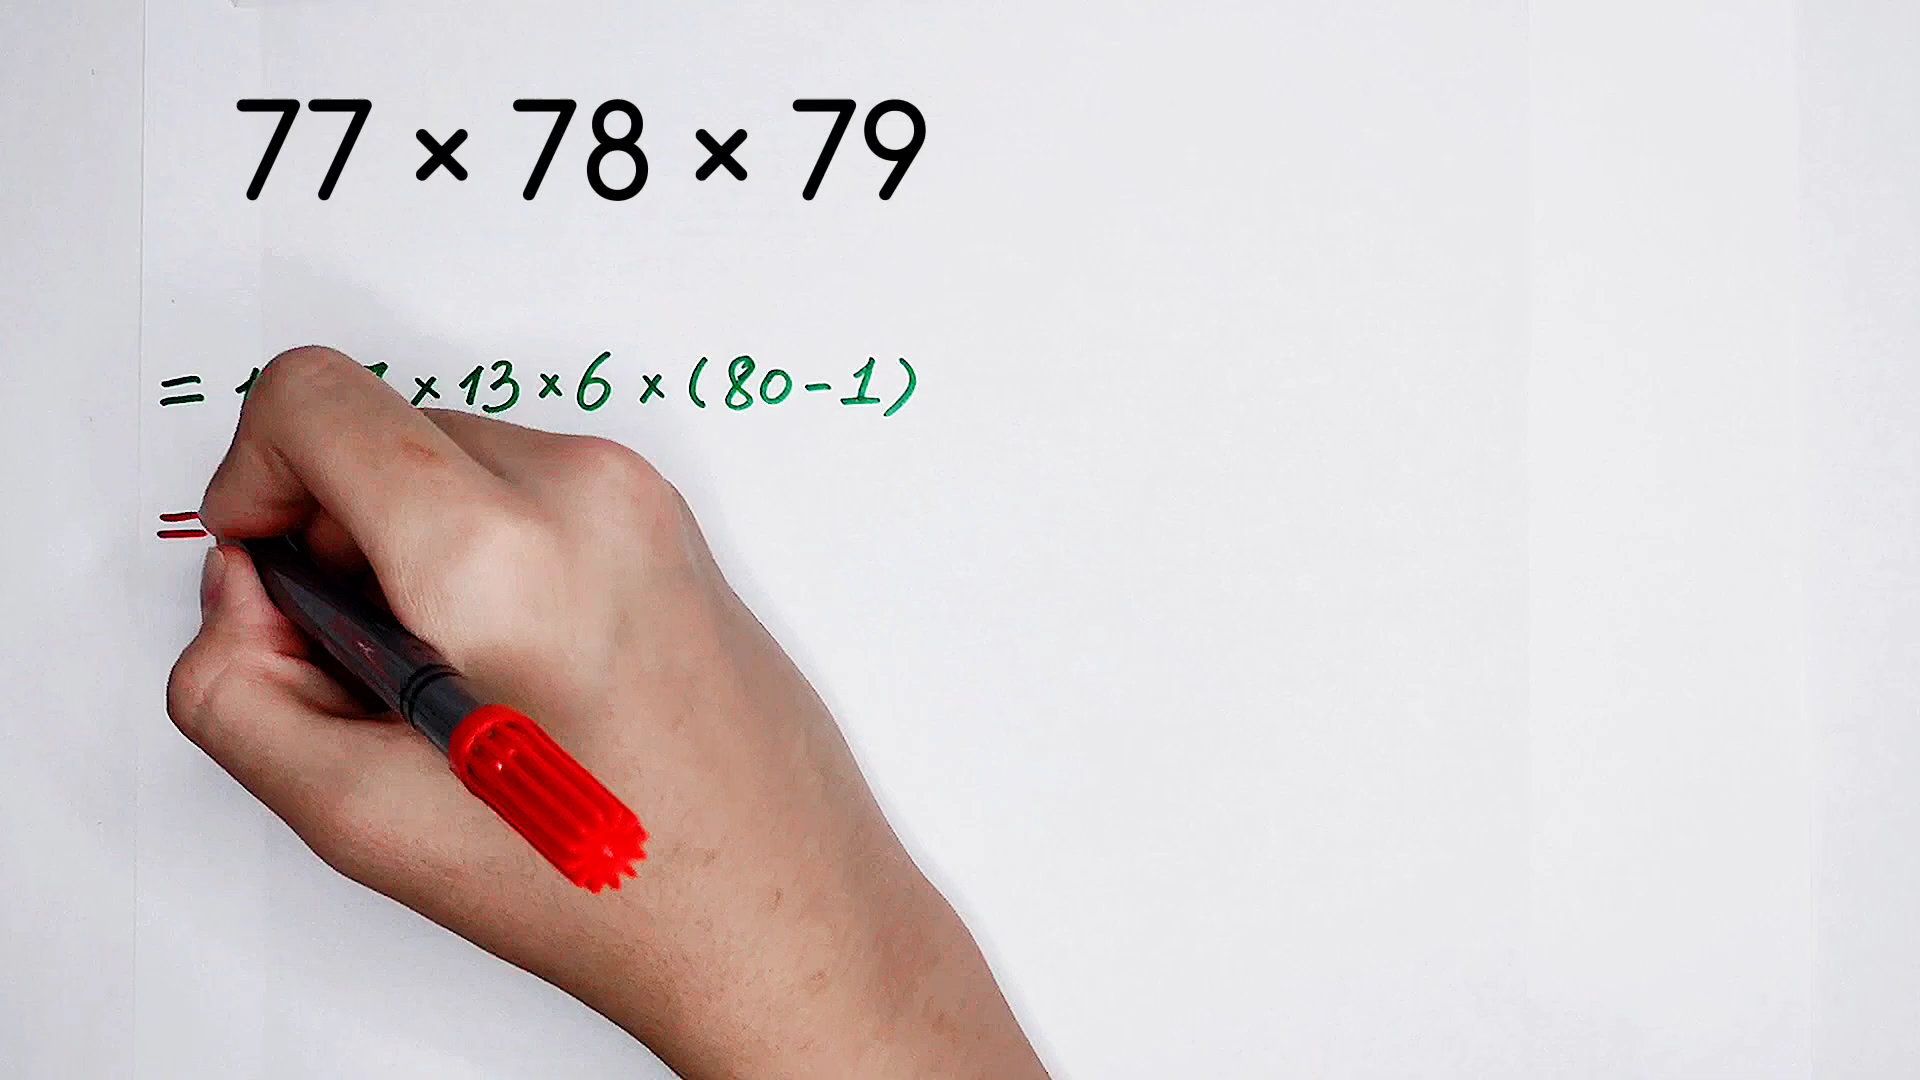 77 × 78 × 79
= × 13 × 6 × (80 - 1)
=